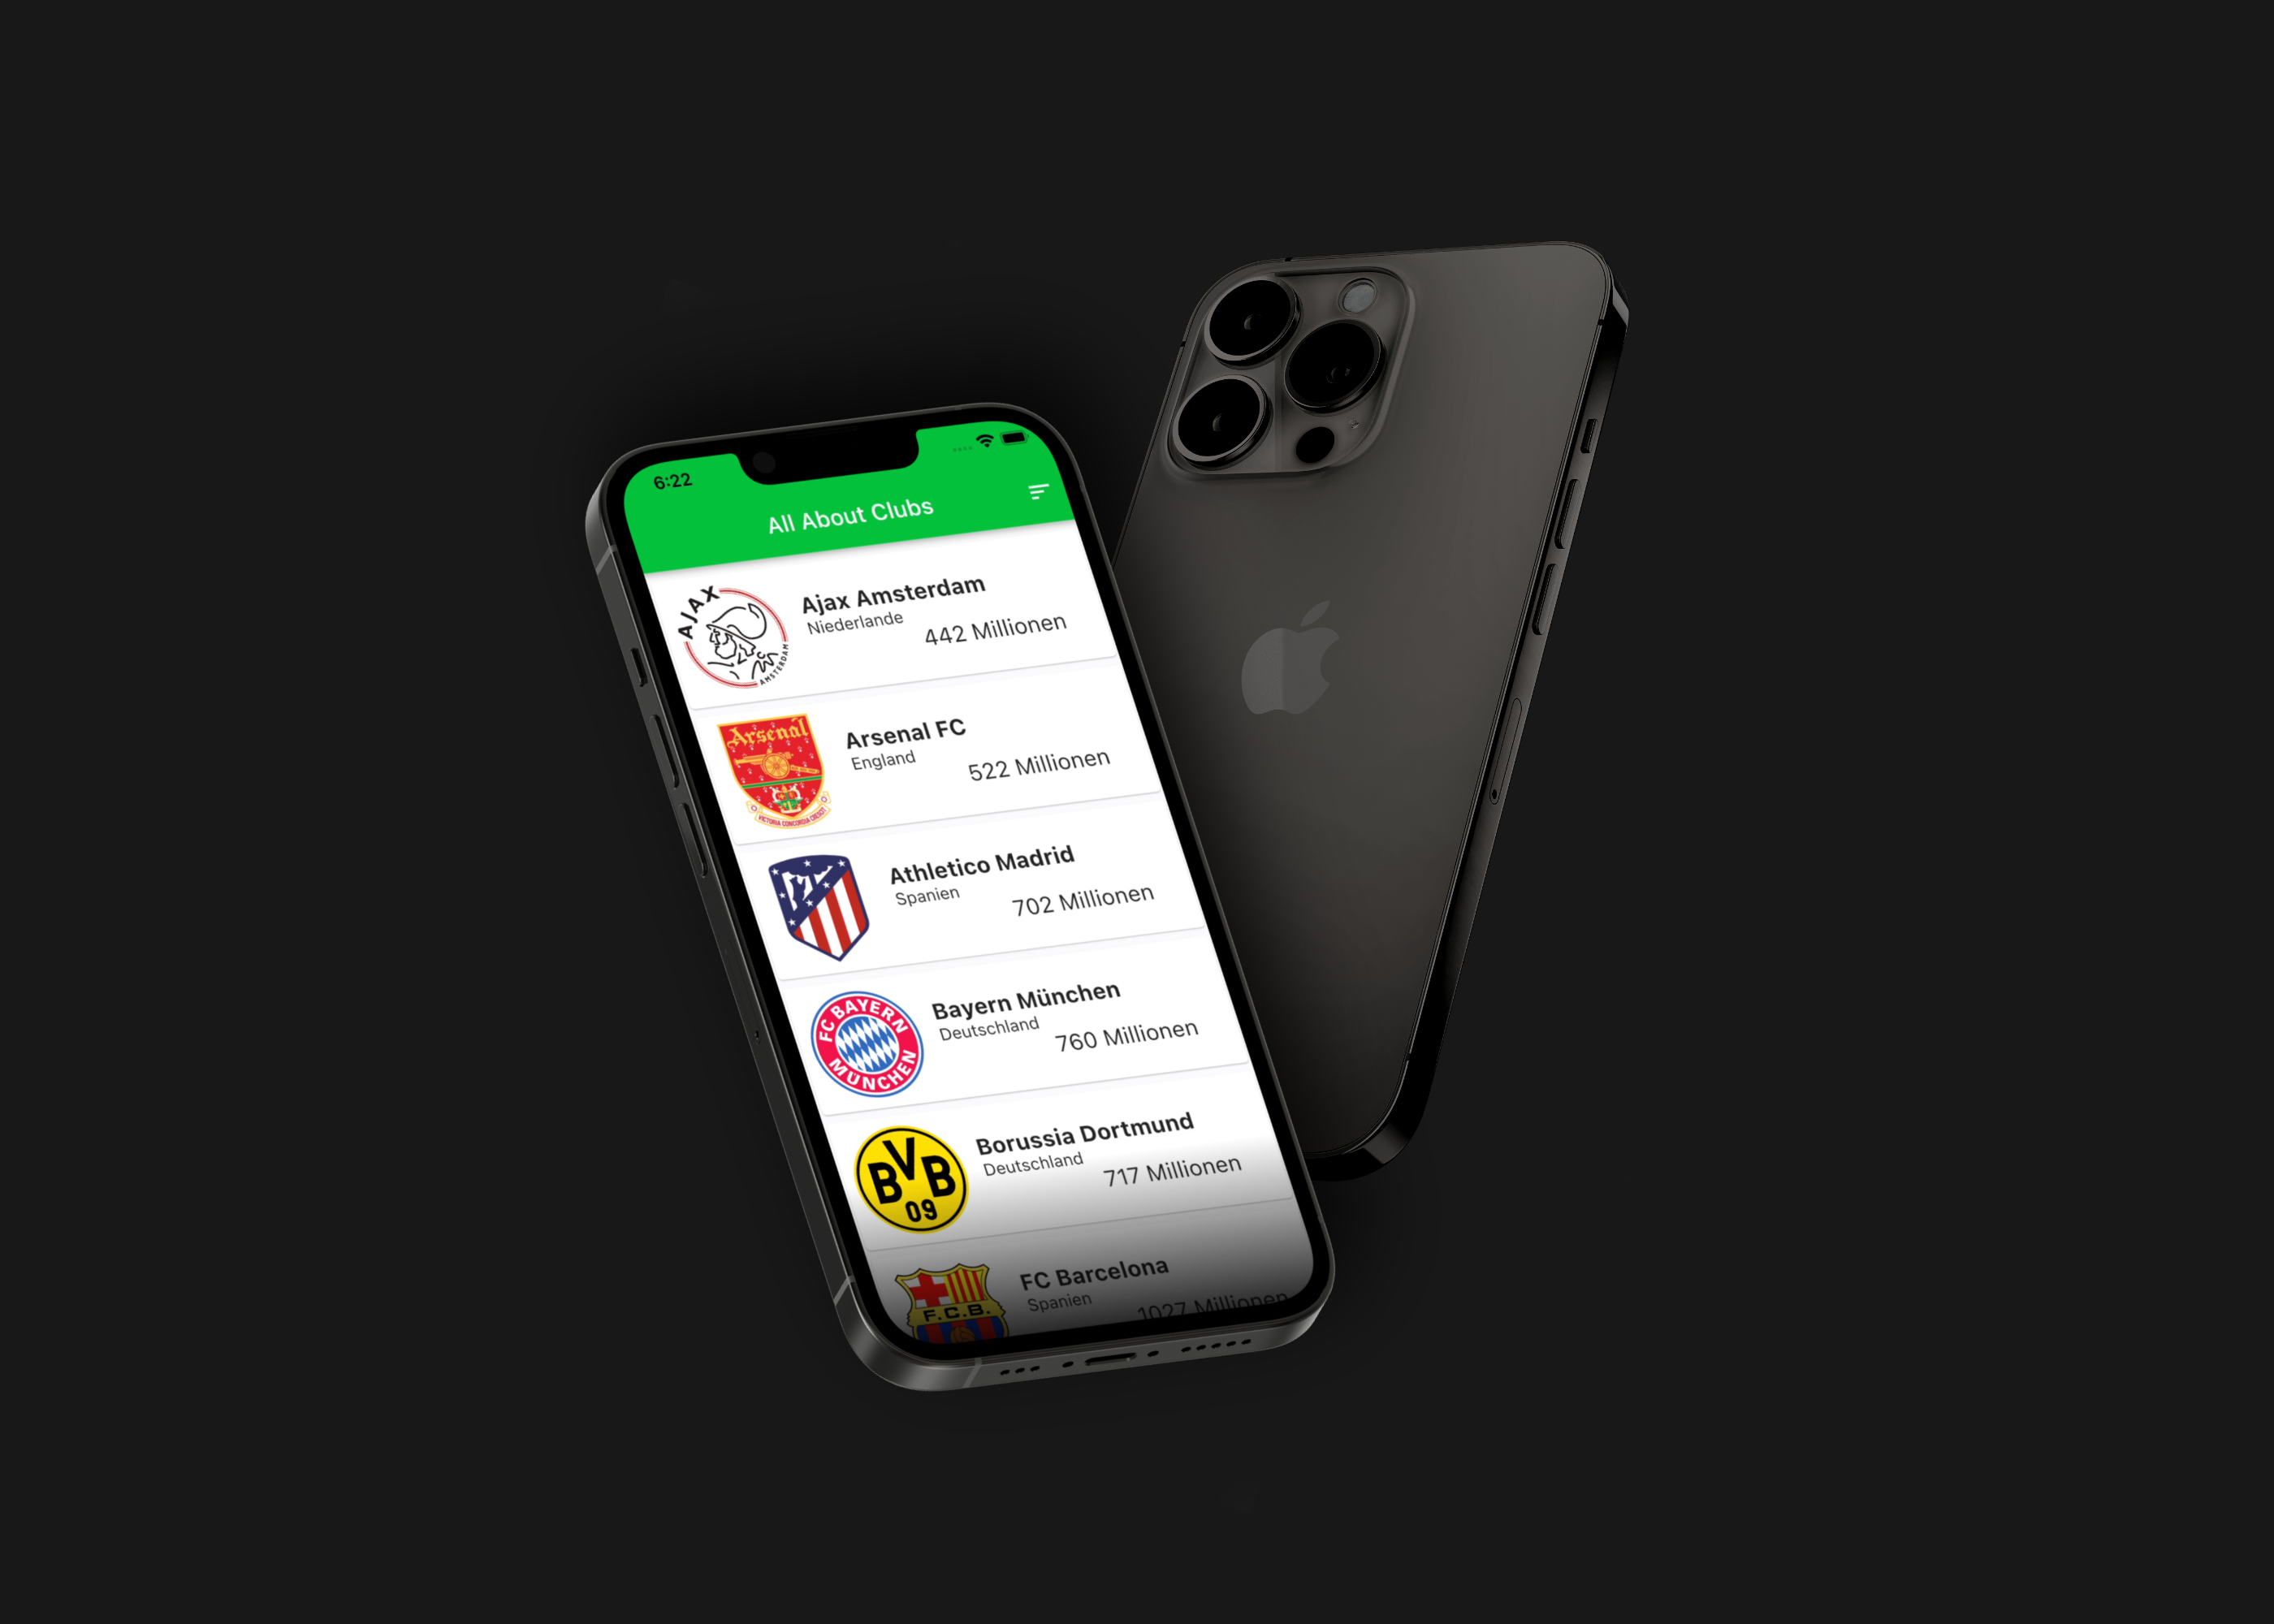 6:22
All About Clubs
AJAX
AMSTERDAM
Ajax Amsterdam
Niederlande
442 Millionen
Arsenal
VICTORIA CONCORDIA CRESCIT
Arsenal FC
England
522 Millionen
Athletico Madrid
Spanien
702 Millionen
FC BAYERN
MÜNCHEN
Bayern München
Deutschland
760 Millionen
BVB
09
Borussia Dortmund
Deutschland
717 Millionen
F.C.B.
FC Barcelona
Spanien
1027 Millionen